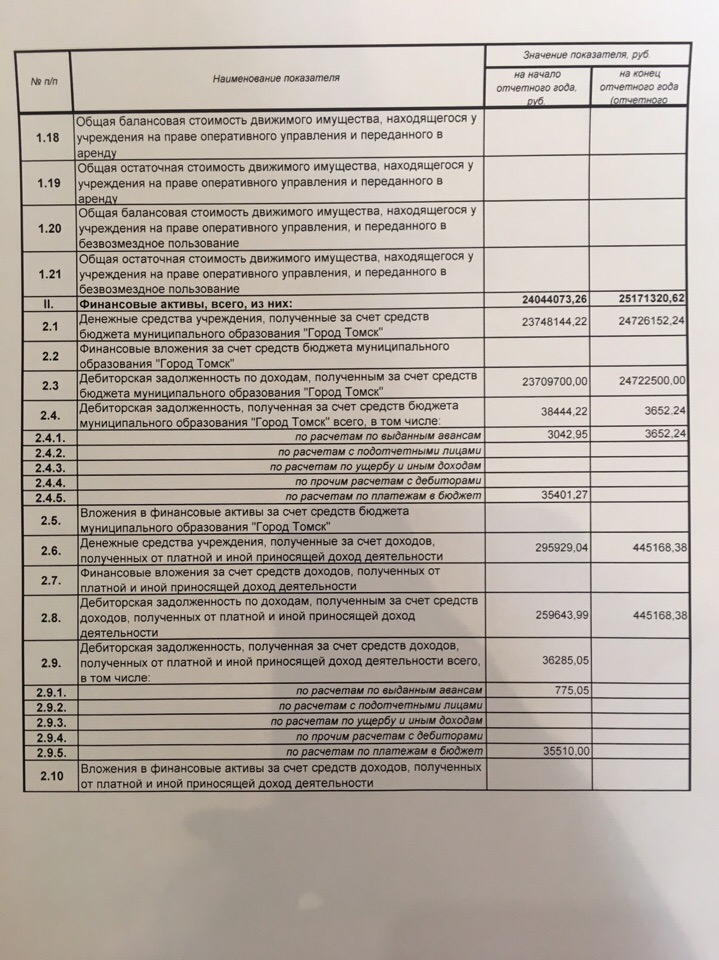 № п/п
Наименование показателя
Значение показателя, руб.
на начало
отчетного года,
руб.
на конец
отчетного года
(отчетного
1.18
Общая балансовая стоимость движимого имущества, находящегося у
учреждения на праве оперативного управления и переданного в
аренду
1.19
Общая остаточная стоимость движимого имущества, находящегося у
учреждения на праве оперативного управления и переданного в
аренду
1.20
Общая балансовая стоимость движимого имущества, находящегося у
учреждения на праве оперативного управления, и переданного в
безвозмездное пользование
1.21
Общая остаточная стоимость движимого имущества, находящегося у
учреждения на праве оперативного управления, и переданного в
безвозмездное пользование
II. Финансовые активы, всего, из них: 24044073,26 25171320,62
2.1
Денежные средства учреждения, полученные за счет средств
бюджета муниципального образования "Город Томск"
23748144,22 24726152,24
2.2
Финансовые вложения за счет средств бюджета муниципального
образования "Город Томск"
2.3
Дебиторская задолженность по доходам, полученным за счет средств
бюджета муниципального образования "Город Томск"
23709700,00 24722500,00
2.4.
Дебиторская задолженность, полученная за счет средств бюджета
муниципального образования "Город Томск" всего, в том числе:
38444,22 3652,24
2.4.1. по расчетам по выданным авансам 3042,95 3652,24
2.4.2. по расчетам с подотчетными лицами
2.4.3. по расчетам по ущербу и иным доходам
2.4.4. по прочим расчетам с дебиторами
2.4.5. по расчетам по платежам в бюджет 35401,27
2.5.
Вложения в финансовые активы за счет средств бюджета
муниципального образования "Город Томск"
2.6.
Денежные средства учреждения, полученные за счет доходов,
полученных от платной и иной приносящей доход деятельности
295929,04 445168,38
2.7.
Финансовые вложения за счет средств доходов, полученных от
платной и иной приносящей доход деятельности
2.8.
Дебиторская задолженность по доходам, полученным за счет средств
доходов, полученных от платной и иной приносящей доход
деятельности
259643,99 445168,38
2.9.
Дебиторская задолженность, полученная за счет средств доходов,
полученных от платной и иной приносящей доход деятельности всего,
в том числе:
36285,05
2.9.1. по расчетам по выданным авансам 775,05
2.9.2. по расчетам с подотчетными лицами
2.9.3. по расчетам по ущербу и иным доходам
2.9.4. по прочим расчетам с дебиторами
2.9.5. по расчетам по платежам в бюджет 35510,00
2.10
Вложения в финансовые активы за счет средств доходов, полученных
от платной и иной приносящей доход деятельности